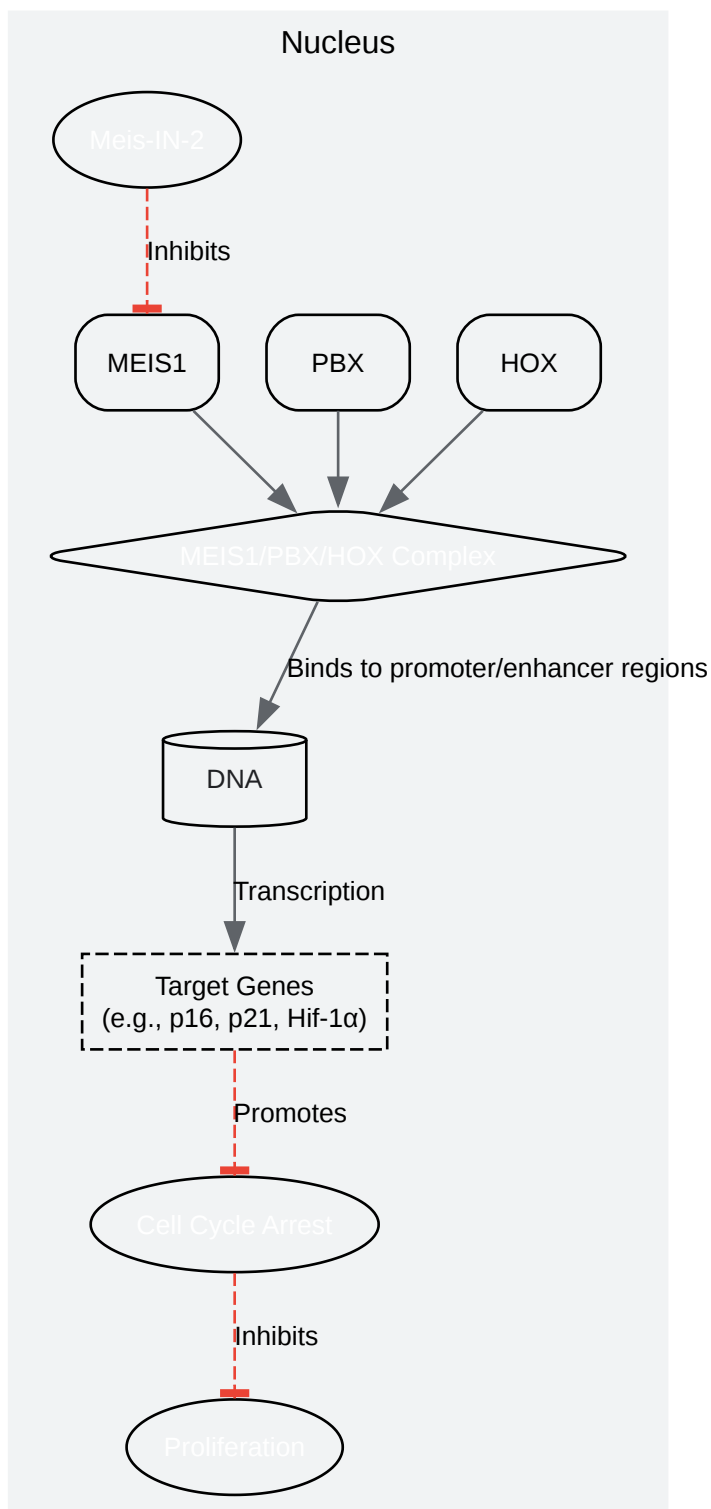 Nucleus
Meis-IN-2
Inhibits
MEIS1
PBX
HOX
MEIS1/PBX/HOX Complex
Binds to promoter/enhancer regions
DNA
Transcription
Target Genes
(e.g., p16, p21, Hif-1α)
Promotes
Cell Cycle Arrest
Inhibits
Proliferation